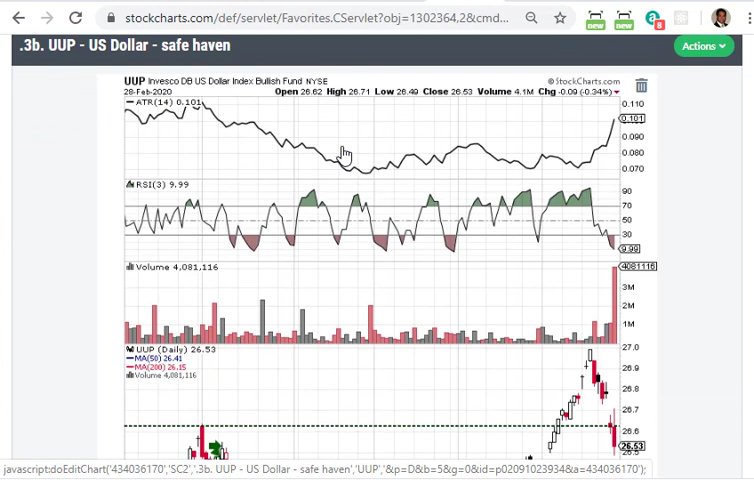 stockcharts.com/def/servlet/Favorites.CServlet?obj=1302364,2&cmd...
new
new
a
8
.3b. UUP - US Dollar - safe haven
Actions
UUP Invesco DB US Dollar Index Bullish Fund NYSE
© StockCharts.com
28-Feb-2020
Open 26.62 High 26.71 Low 26.49 Close 26.53 Volume 4.1M Chg -0.09 (-0.34%)
ATR(14) 0.101
0.110
0.101
0.090
0.080
0.070
RSI(3) 9.99
90
70
50
30
9.99
Volume 4,081,116
4081116
3M
2M
1M
UUP (Daily) 26.53
MA(50) 26.41
MA(200) 26.15
Volume 4,081,116
27.0
26.9
26.8
26.7
26.6
26.53
26.5
javascript:doEditChart('434036170','SC2','.3b. UUP - US Dollar - safe haven','UUP','&p=D&b=5&g=0&id=p02091023934&a=434036170');